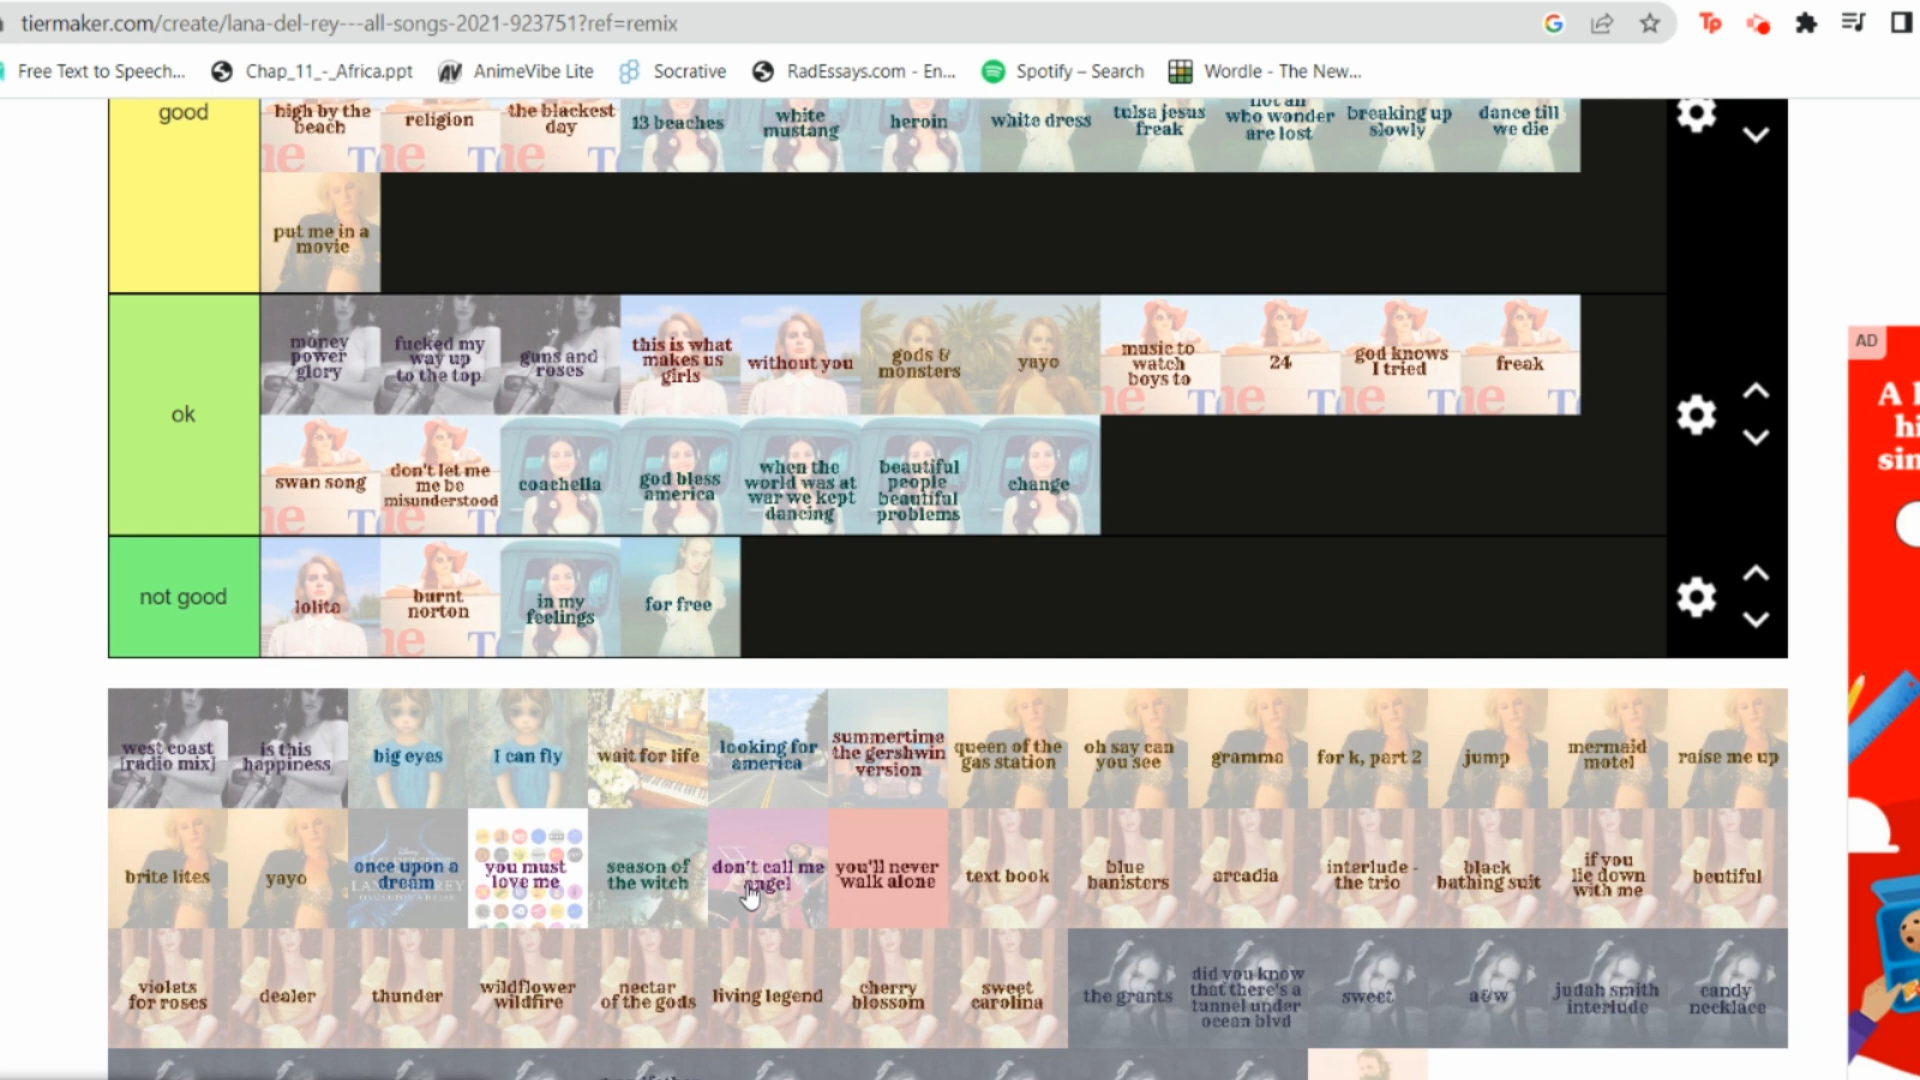 tiermaker.com/create/lana-del-rey---all-songs-2021-923751?ref=remix
Free Text to Speech...
Chap_11_-_Africa.ppt
AnimeVibe Lite
Socrative
RadEssays.com - En...
Spotify – Search
Wordle - The New...
good
high by the
beach
religion
the blackest
day
13 beaches
white
mustang
heroin
white dress
tulsa jesus
freak
not all
who wonder
are lost
breaking up
slowly
dance till
we die
put me in a
movie
ok
money
power
glory
fucked my
way up
to the top
guns and
roses
this is what
makes us
girls
without you
gods &
monsters
yayo
music to
watch
boys to
24
god knows
I tried
freak
swan song
don't let me
me be
misunderstood
coachella
god bless
america
when the
world was at
war we kept
dancing
beautiful
people
beautiful
problems
change
not good
lolita
burnt
norton
in my
feelings
for free
west coast
[radio mix]
is this
happiness
big eyes
I can fly
wait for life
looking for
america
summertime
the gershwin
version
queen of the
gas station
oh say can
you see
gramma
for k, part 2
jump
mermaid
motel
raise me up
brite lites
yayo
once upon a
dream
you must
love me
season of
the witch
don't call me
angel
you'll never
walk alone
text book
blue
banisters
arcadia
interlude -
the trio
black
bathing suit
if you
lie down
with me
beutiful
violets
for roses
dealer
thunder
wildflower
wildfire
nectar
of the gods
living legend
cherry
blossom
sweet
carolina
the grants
did you know
that there's a
tunnel under
ocean blvd
sweet
a&w
judah smith
interlude
candy
necklace
AD